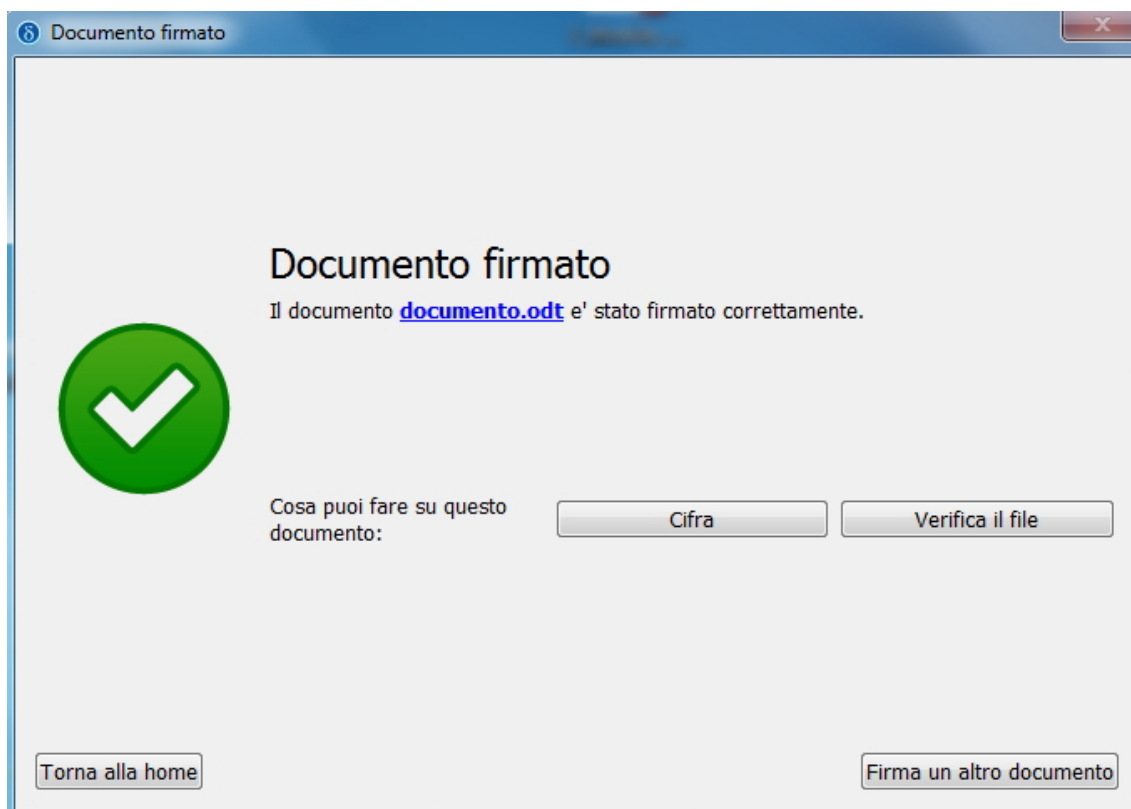 δ Documento firmato
Documento firmato
Il documento documento.odt e' stato firmato correttamente.
Cosa puoi fare su questo
documento:
Cifra
Verifica il file
Torna alla home
Firma un altro documento